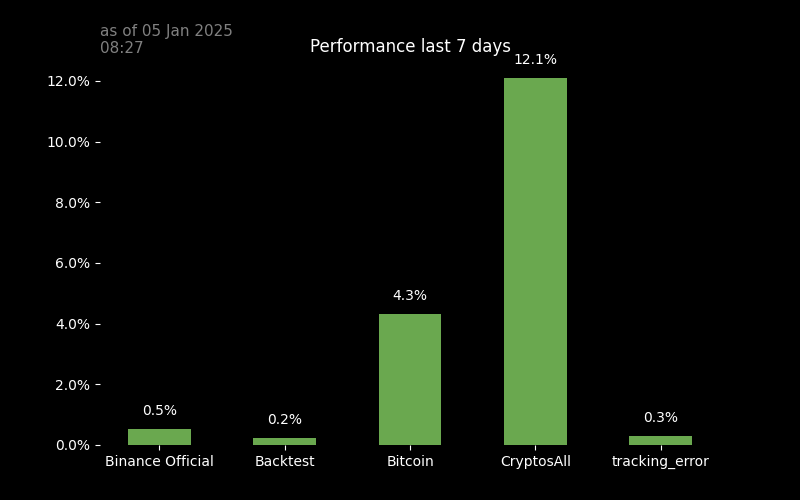 as of 05 Jan 2025
08:27
Performance last 7 days
12.1%
12.0%
10.0%
8.0%
6.0%
4.3%
4.0%
2.0%
0.5%
0.2%
0.3%
0.0%
Binance Official
Backtest
Bitcoin
CryptosAll
tracking_error